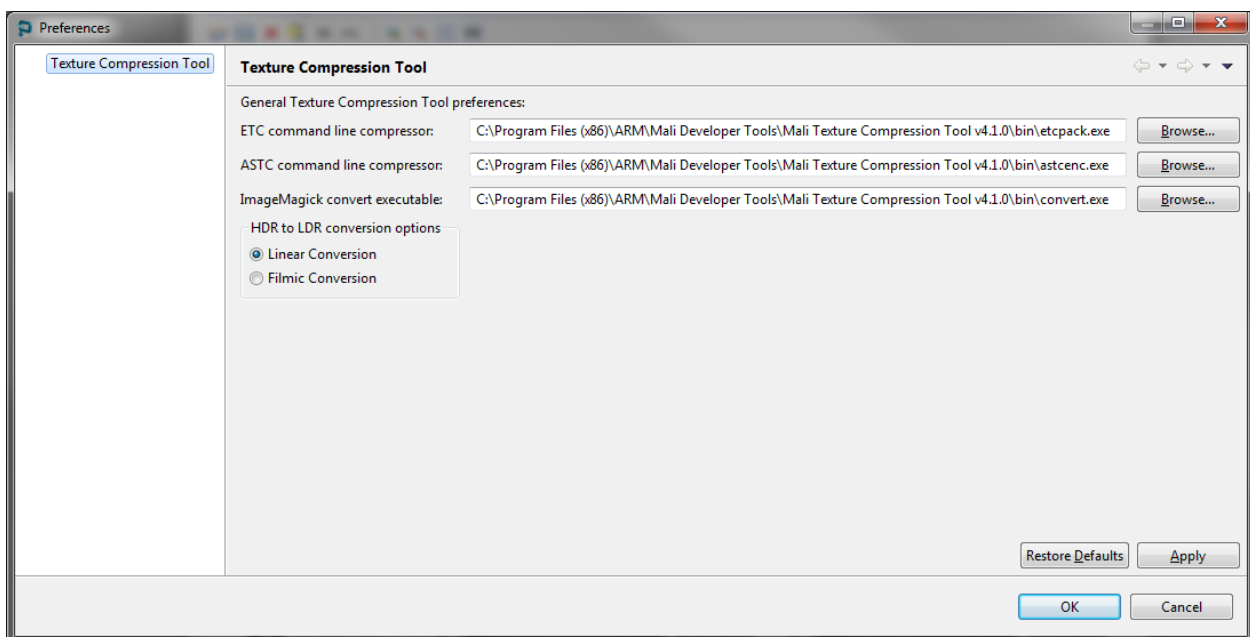 Preferences
Texture Compression Tool
Texture Compression Tool
General Texture Compression Tool preferences:
ETC command line compressor: C:\Program Files (x86)\ARM\Mali Developer Tools\Mali Texture Compression Tool v4.1.0\bin\etcpack.exe Browse...
ASTC command line compressor: C:\Program Files (x86)\ARM\Mali Developer Tools\Mali Texture Compression Tool v4.1.0\bin\astcenc.exe Browse...
ImageMagick convert executable: C:\Program Files (x86)\ARM\Mali Developer Tools\Mali Texture Compression Tool v4.1.0\bin\convert.exe Browse...
HDR to LDR conversion options
Linear Conversion
Filmic Conversion
Restore Defaults Apply
OK Cancel